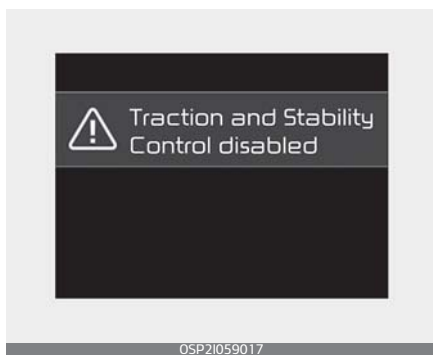 Traction and Stability
Control disabled
OSP2I059017